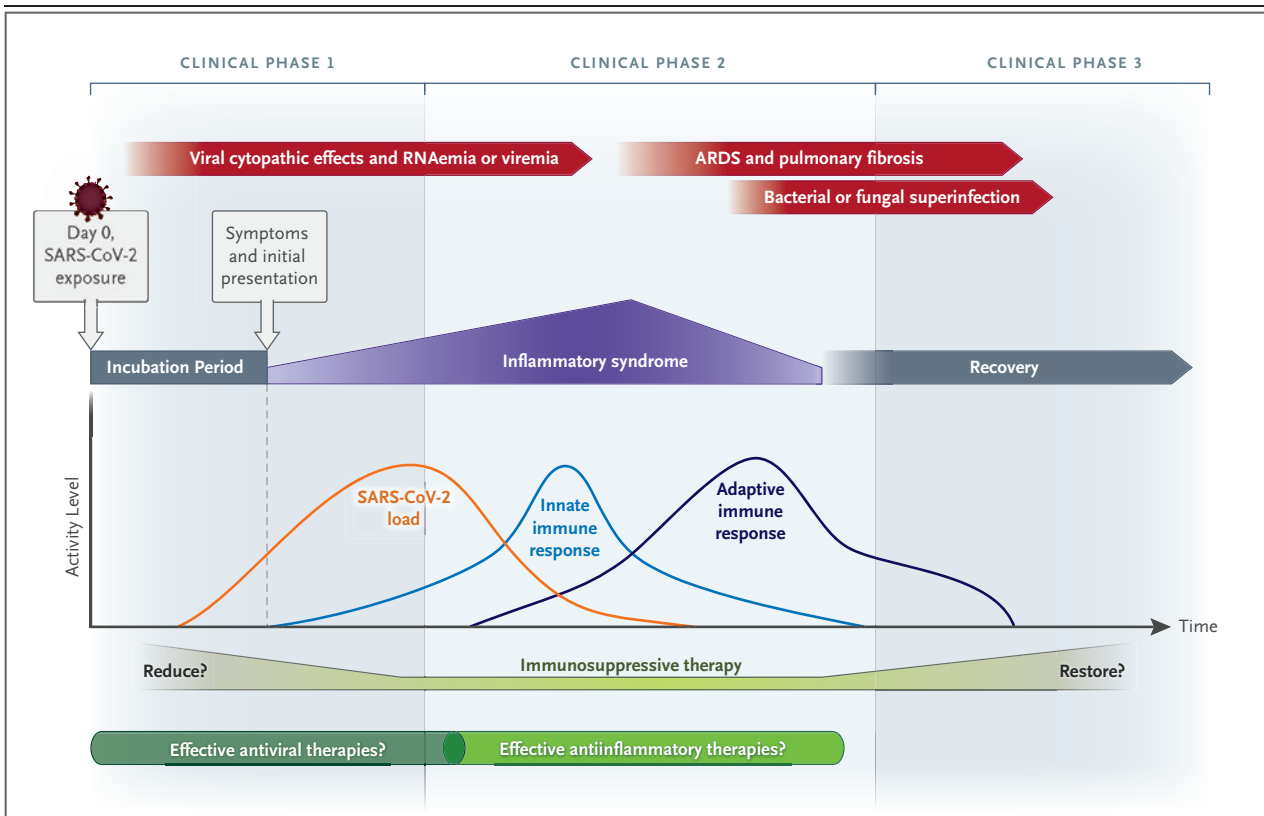 CLINICAL PHASE 1
CLINICAL PHASE 2
CLINICAL PHASE 3
Viral cytopathic effects and RNAemia or viremia
ARDS and pulmonary fibrosis
Bacterial or fungal superinfection
Day 0,
SARS-CoV-2
exposure
Symptoms
and initial
presentation
Incubation Period
Inflammatory syndrome
Recovery
Activity Level
SARS-CoV-2
load
Innate
immune
response
Adaptive
immune
response
Time
Reduce?
Immunosuppressive therapy
Restore?
Effective antiviral therapies?
Effective antiinflammatory therapies?